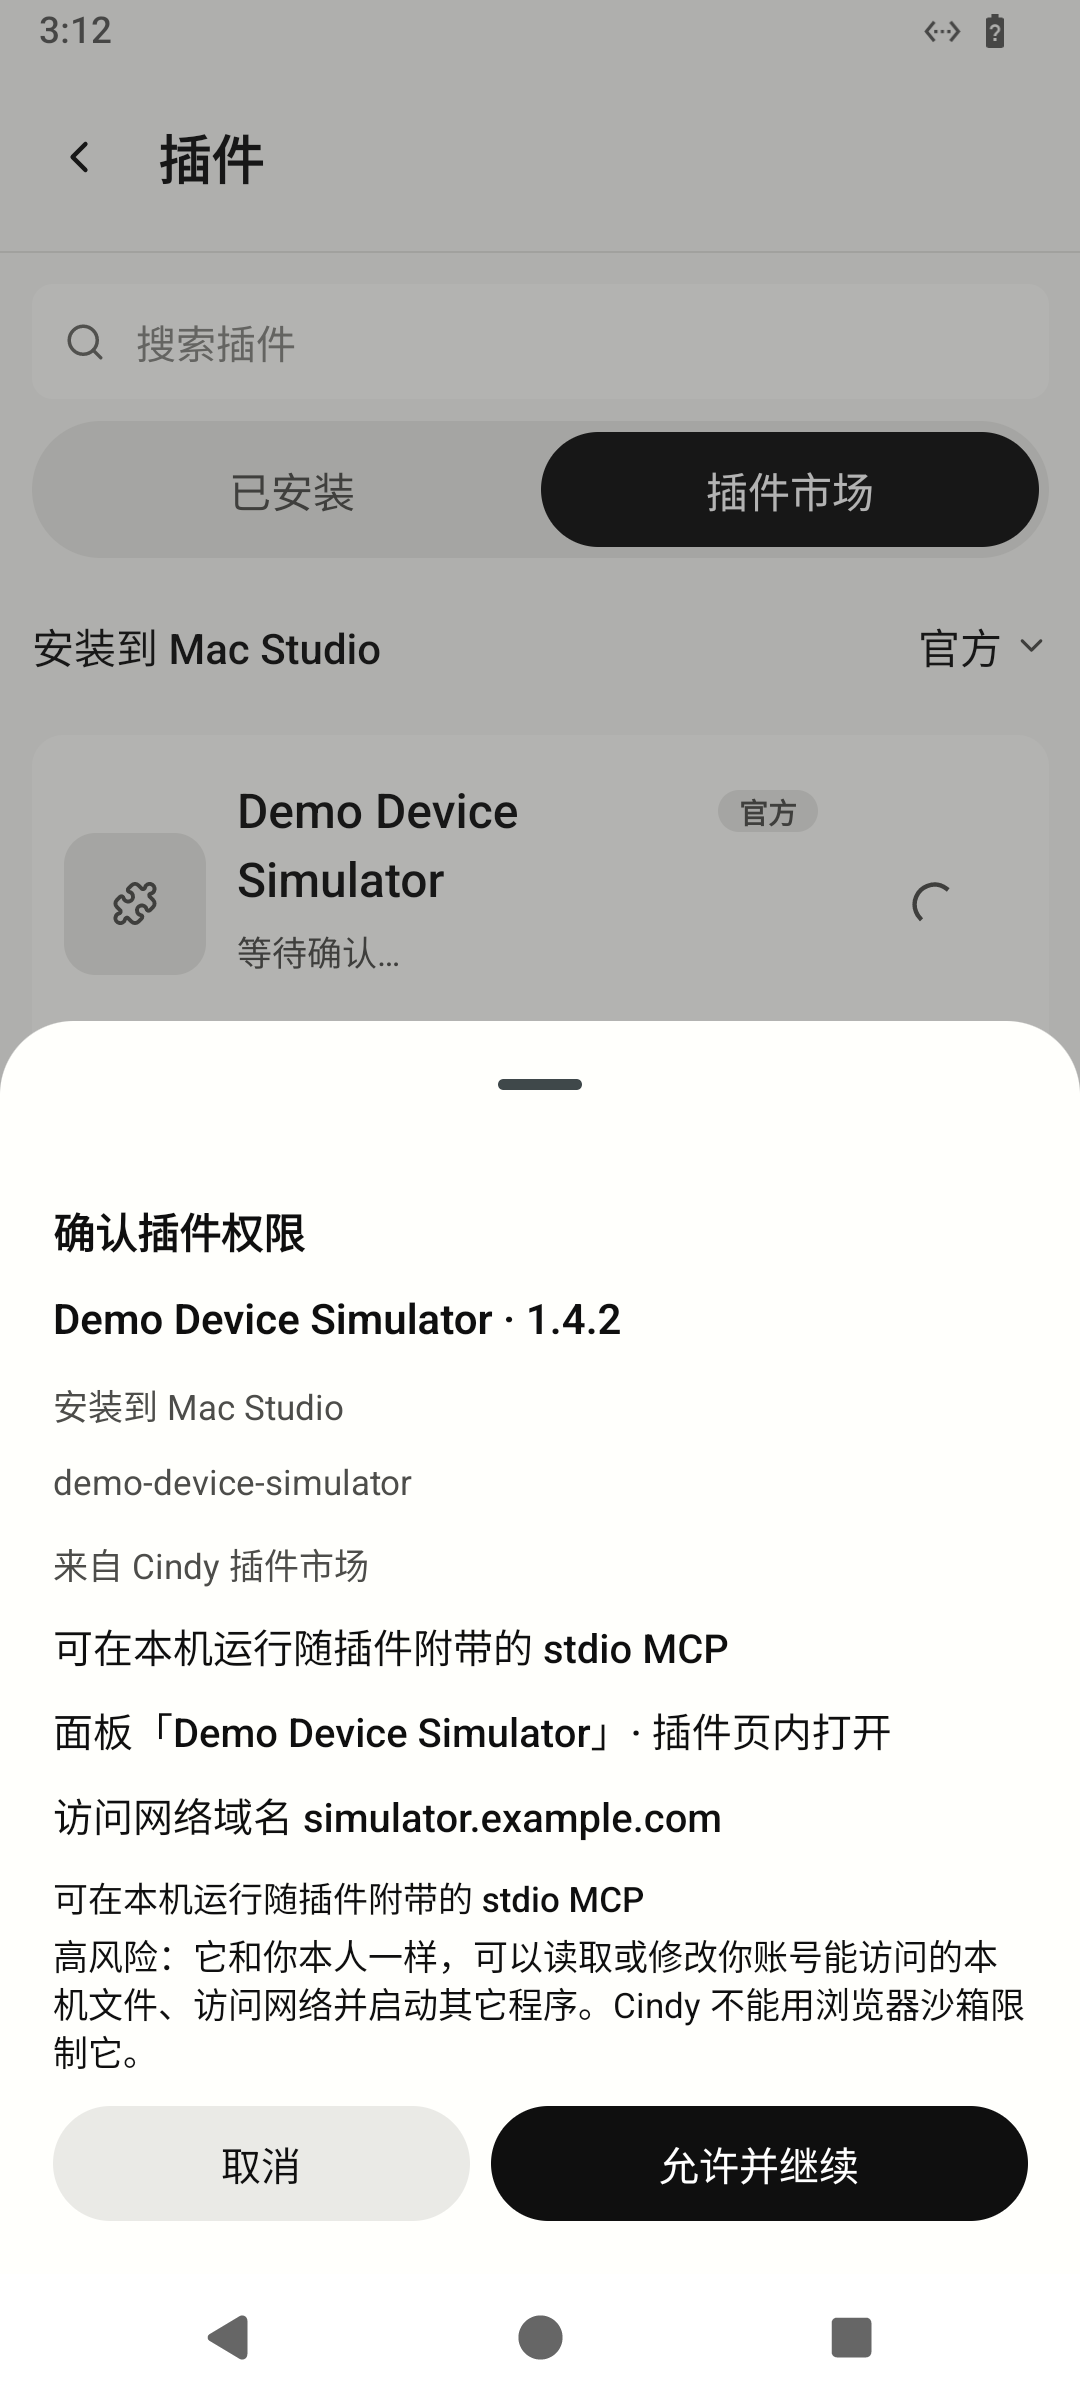 3:12
插件
搜索插件
已安装
插件市场
安装到 Mac Studio
官方
Demo Device
Simulator
官方
等待确认…
确认插件权限
Demo Device Simulator · 1.4.2
安装到 Mac Studio
demo-device-simulator
来自 Cindy 插件市场
可在本机运行随插件附带的 stdio MCP
面板「Demo Device Simulator」· 插件页内打开
访问网络域名 simulator.example.com
可在本机运行随插件附带的 stdio MCP
高风险：它和你本人一样，可以读取或修改你账号能访问的本
机文件、访问网络并启动其它程序。Cindy 不能用浏览器沙箱限
制它。
取消
允许并继续